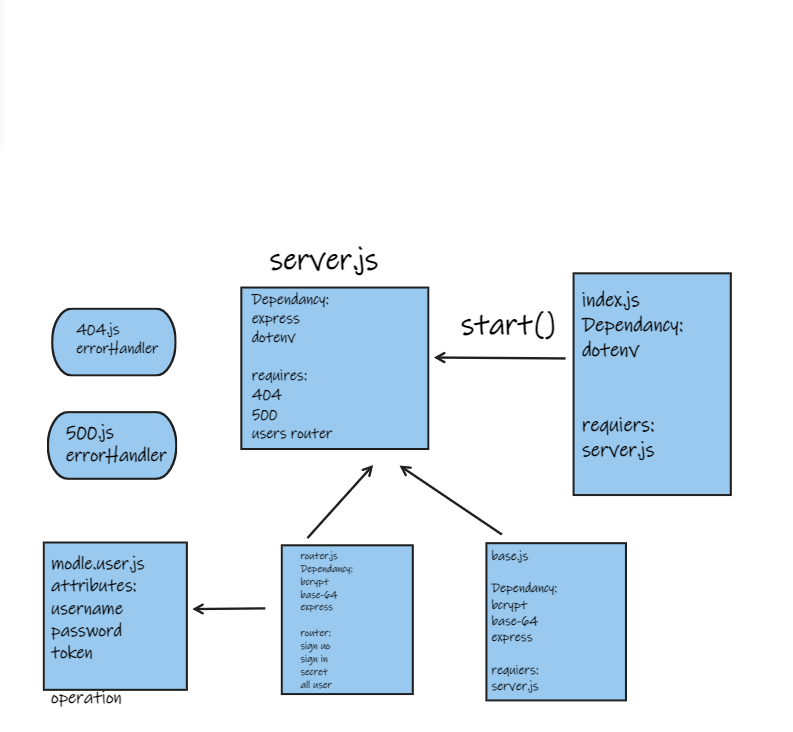 server.js
Dependancy:
express
dotenv
requires:
404
500
users router
start()
index.js
Dependancy:
dotenv
requiers:
server.js
404.js
errorHandler
500.js
errorHandler
modle.user.js
attributes:
username
password
token
operation
router.js
Dependancy:
bcrypt
base-64
express
router:
sign uo
sign in
secret
all user
base.js
Dependancy:
bcrypt
base-64
express
requiers:
server.js